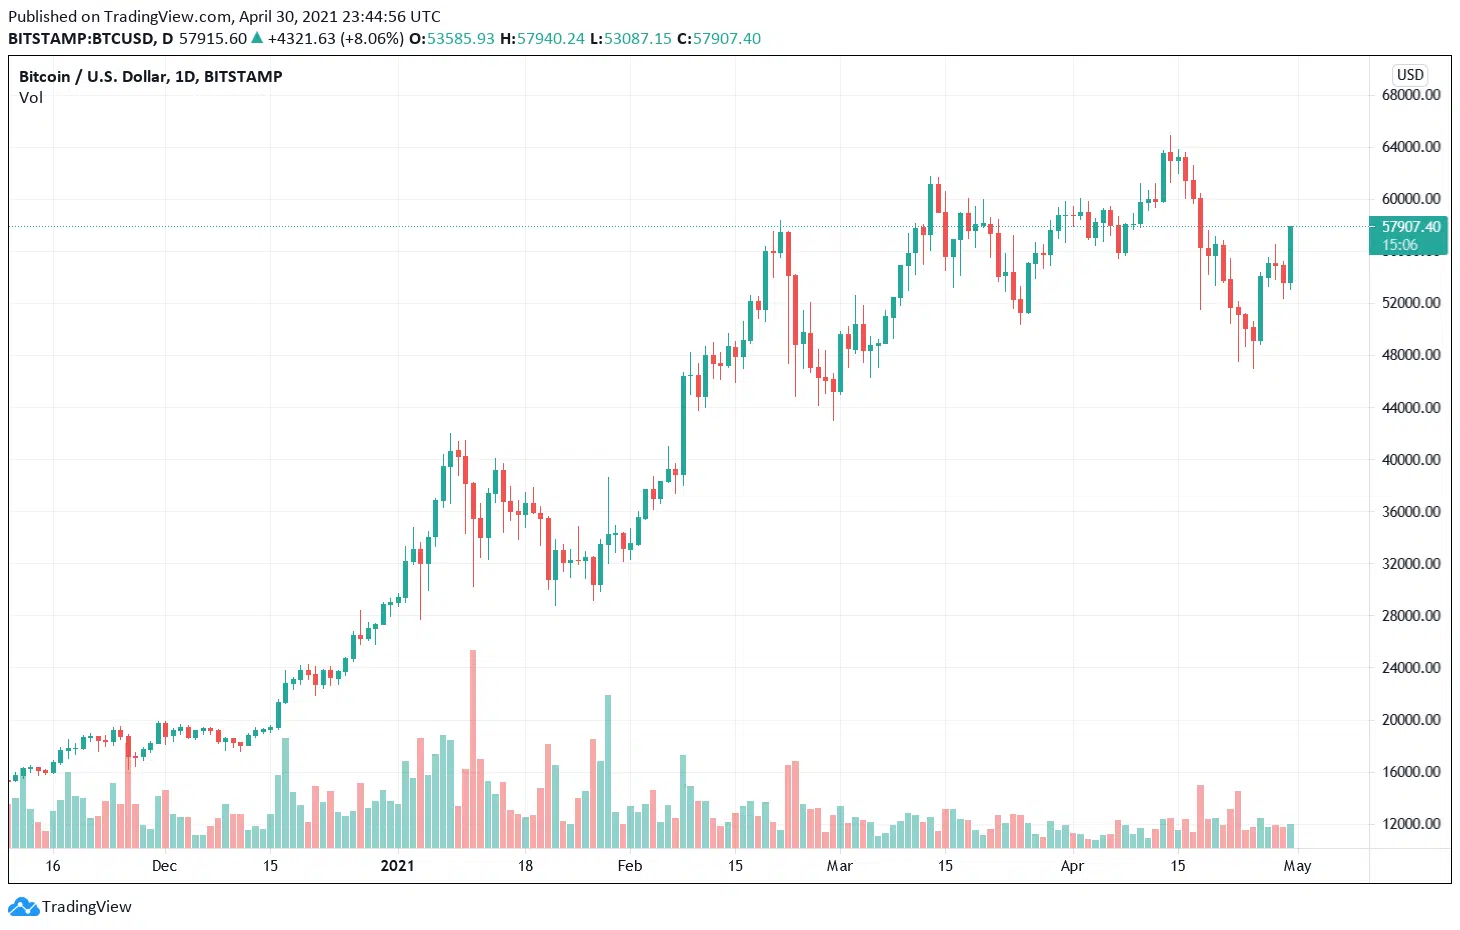 Published on TradingView.com, April 30, 2021 23:44:56 UTC
BITSTAMP:BTCUSD, D 57915.60 ▲ +4321.63 (+8.06%) O:53585.93 H:57940.24 L:53087.15 C:57907.40
Bitcoin / U.S. Dollar, 1D, BITSTAMP
Vol
USD
68000.00
64000.00
60000.00
57907.40
15:06
52000.00
48000.00
44000.00
40000.00
36000.00
32000.00
28000.00
24000.00
20000.00
16000.00
12000.00
16 Dec 15 2021 18 Feb 15 Mar 15 Apr 15 May
TradingView